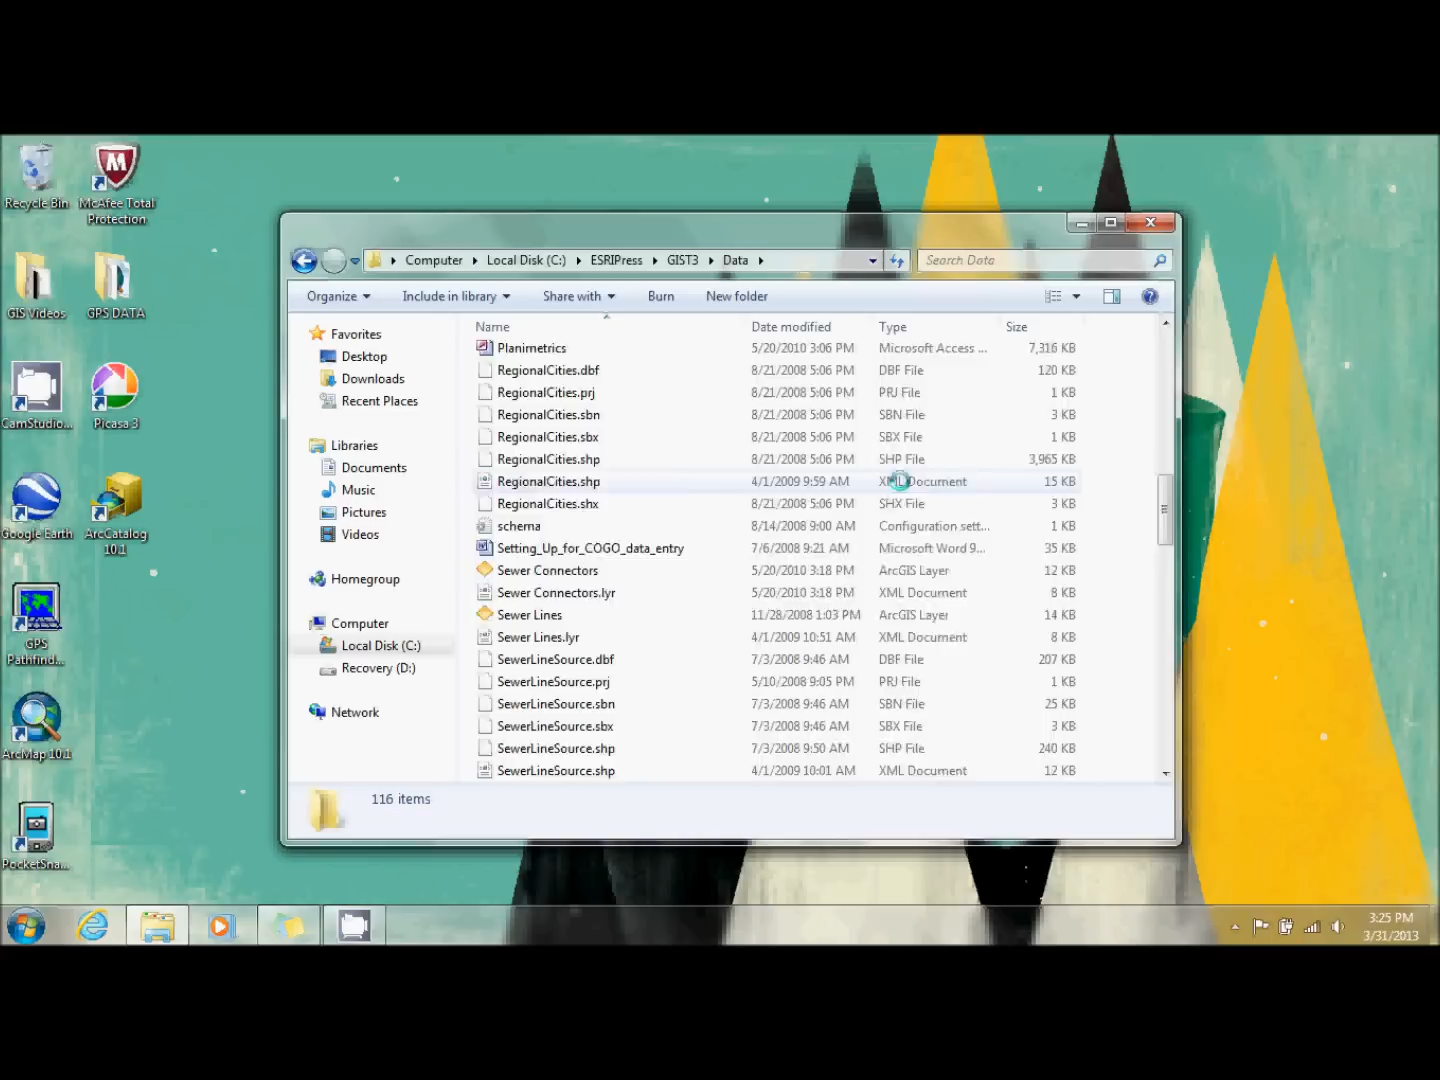 Recycle Bin
McAfee Total
Protection
GIS Videos
GPS DATA
CamStudio...
Picasa 3
Google Earth
ArcCatalog
10.1
GPS
Pathfind...
ArcMap 10.1
PocketSna...
Computer
Local Disk (C:)
ESRIPress
GIST3
Data
Search Data
Organize
Include in library
Share with
Burn
New folder
Favorites
Desktop
Downloads
Recent Places
Libraries
Documents
Music
Pictures
Videos
Homegroup
Computer
Local Disk (C:)
Recovery (D:)
Network
Name Date modified Type Size
Planimetrics 5/20/2010 3:06 PM Microsoft Access ... 7,316 KB
RegionalCities.dbf 8/21/2008 5:06 PM DBF File 120 KB
RegionalCities.prj 8/21/2008 5:06 PM PRJ File 1 KB
RegionalCities.sbn 8/21/2008 5:06 PM SBN File 3 KB
RegionalCities.sbx 8/21/2008 5:06 PM SBX File 1 KB
RegionalCities.shp 8/21/2008 5:06 PM SHP File 3,965 KB
RegionalCities.shp 4/1/2009 9:59 AM XML Document 15 KB
RegionalCities.shx 8/21/2008 5:06 PM SHX File 3 KB
schema 8/14/2008 9:00 AM Configuration sett... 1 KB
Setting_Up_for_COGO_data_entry 7/6/2008 9:21 AM Microsoft Word 9... 35 KB
Sewer Connectors 5/20/2010 3:18 PM ArcGIS Layer 12 KB
Sewer Connectors.lyr 5/20/2010 3:18 PM XML Document 8 KB
Sewer Lines 11/28/2008 1:03 PM ArcGIS Layer 14 KB
Sewer Lines.lyr 4/1/2009 10:51 AM XML Document 8 KB
SewerLineSource.dbf 7/3/2008 9:46 AM DBF File 207 KB
SewerLineSource.prj 5/10/2008 9:05 PM PRJ File 1 KB
SewerLineSource.sbn 7/3/2008 9:46 AM SBN File 25 KB
SewerLineSource.sbx 7/3/2008 9:46 AM SBX File 3 KB
SewerLineSource.shp 7/3/2008 9:50 AM SHP File 240 KB
SewerLineSource.shp 4/1/2009 10:01 AM XML Document 12 KB
116 items
3:25 PM
3/31/2013